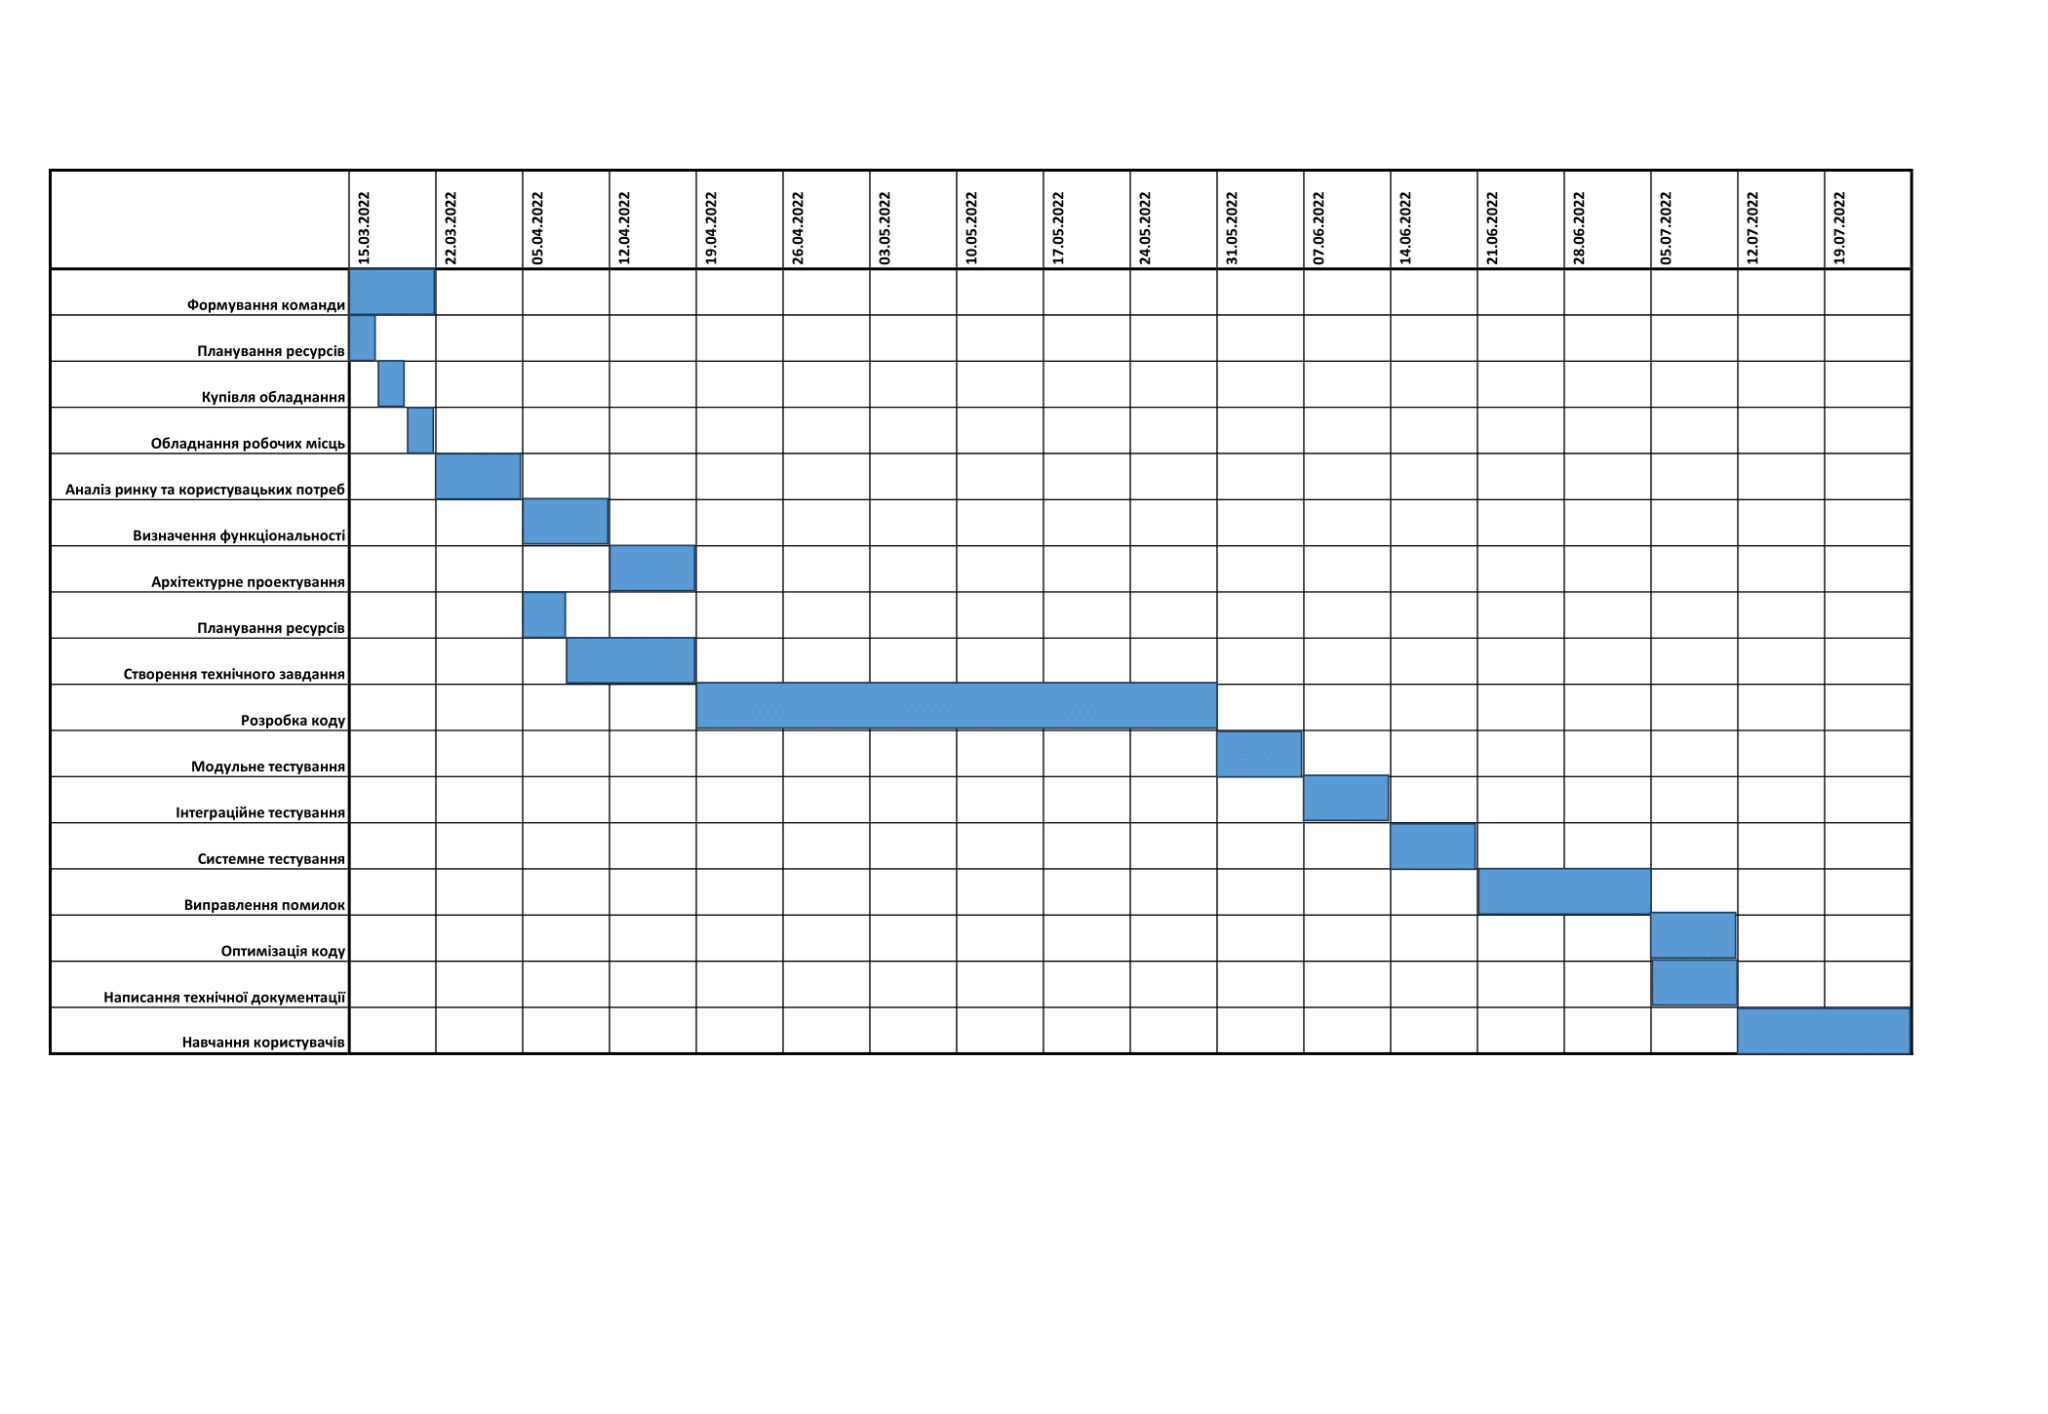 15.03.2022
22.03.2022
05.04.2022
12.04.2022
19.04.2022
26.04.2022
03.05.2022
10.05.2022
17.05.2022
24.05.2022
31.05.2022
07.06.2022
14.06.2022
21.06.2022
28.06.2022
05.07.2022
12.07.2022
19.07.2022
Формування команди
Планування ресурсів
Купівля обладнання
Обладнання робочих місць
Аналіз ринку та користувацьких потреб
Визначення функціональності
Архітектурне проектування
Планування ресурсів
Створення технічного завдання
Розробка коду
Модульне тестування
Інтеграційне тестування
Системне тестування
Виправлення помилок
Оптимізація коду
Написання технічної документації
Навчання користувачів